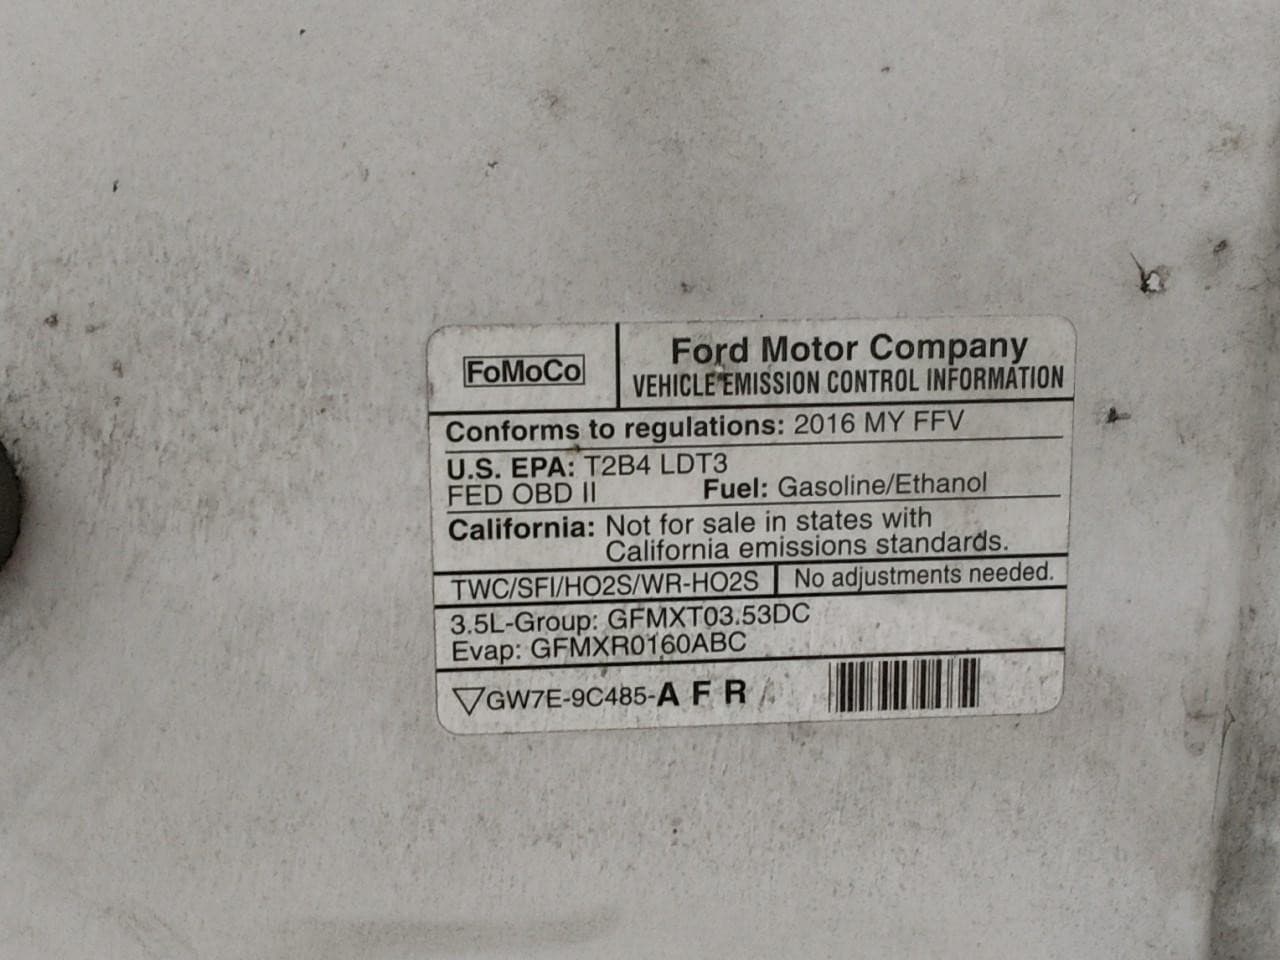 FoMoCo
Ford Motor Company
VEHICLE EMISSION CONTROL INFORMATION
Conforms to regulations: 2016 MY FFV
U.S. EPA: T2B4 LDT3
FED OBD II Fuel: Gasoline/Ethanol
California: Not for sale in states with
California emissions standards.
TWC/SFI/HO2S/WR-HO2S No adjustments needed.
3.5L-Group: GFMXT03.53DC
Evap: GFMXR0160ABC
GW7E-9C485-A F R